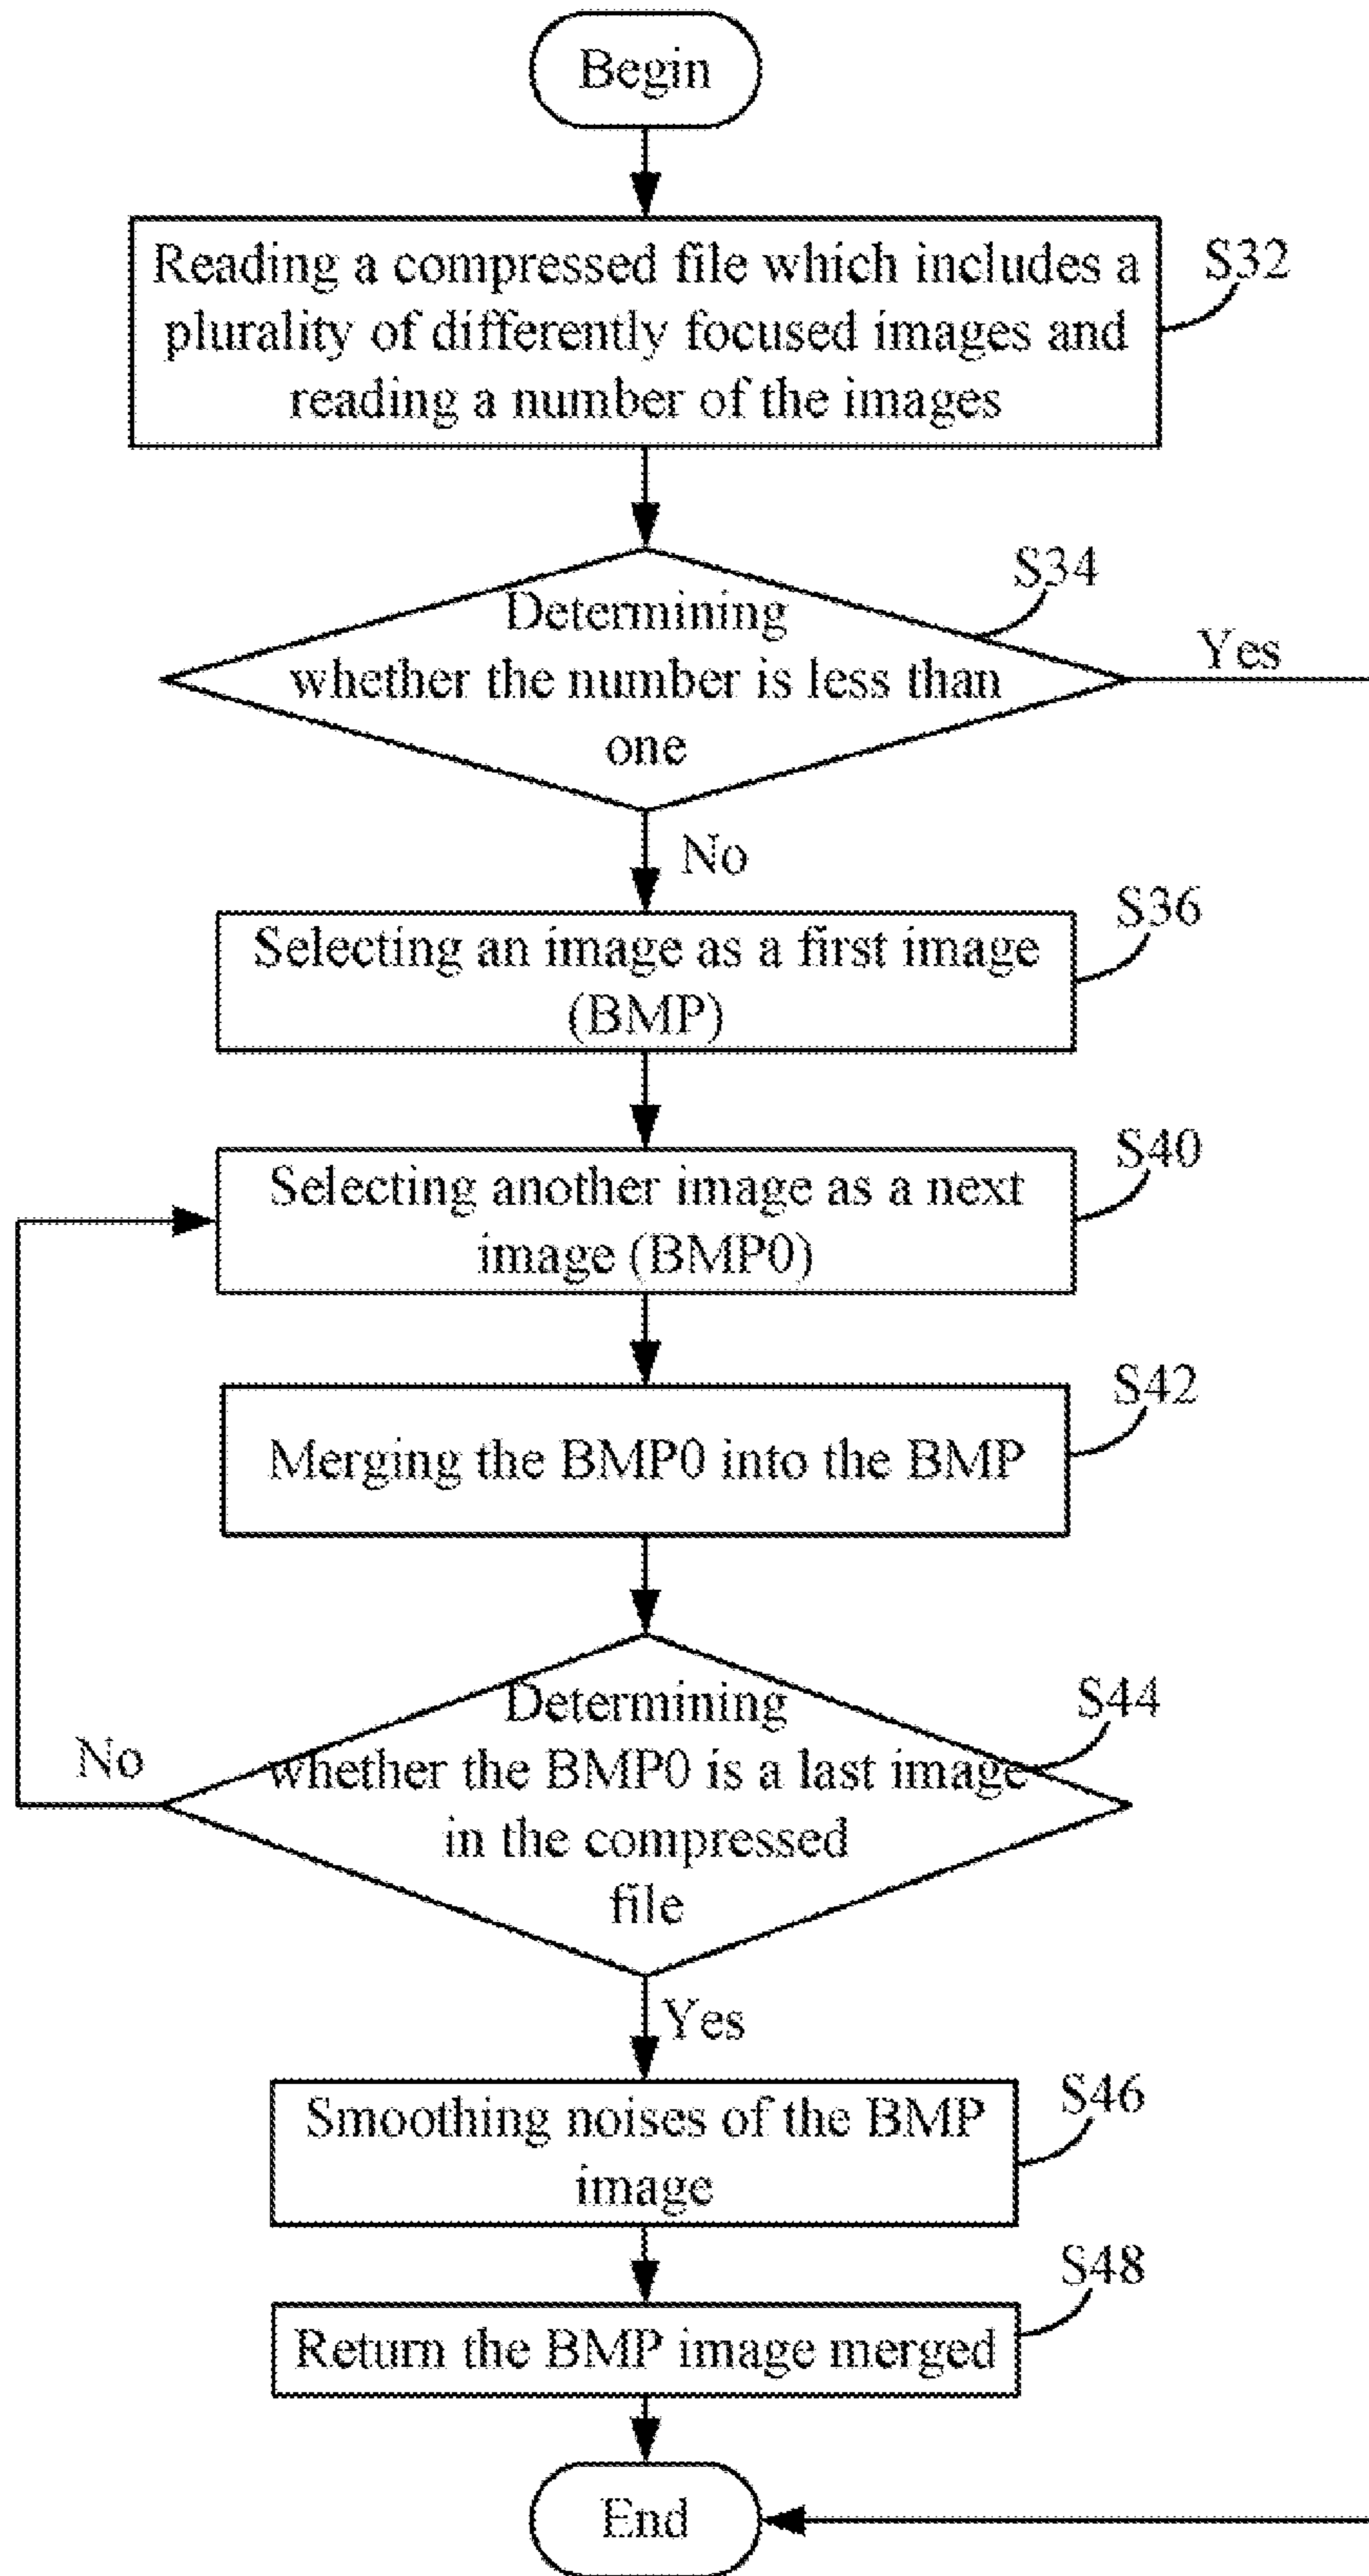 Begin
Reading a compressed file which includes a
plurality of differently focused images and
reading a number of the images
S32
S34
Determining
whether the number is less than
one
Yes
No
S36
Selecting an image as a first image
(BMP)
S40
Selecting another image as a next
image (BMP0)
S42
Merging the BMP0 into the BMP
S44
Determining
whether the BMP0 is a last image
in the compressed
file
No
Yes
S46
Smoothing noises of the BMP
image
S48
Return the BMP image merged
End